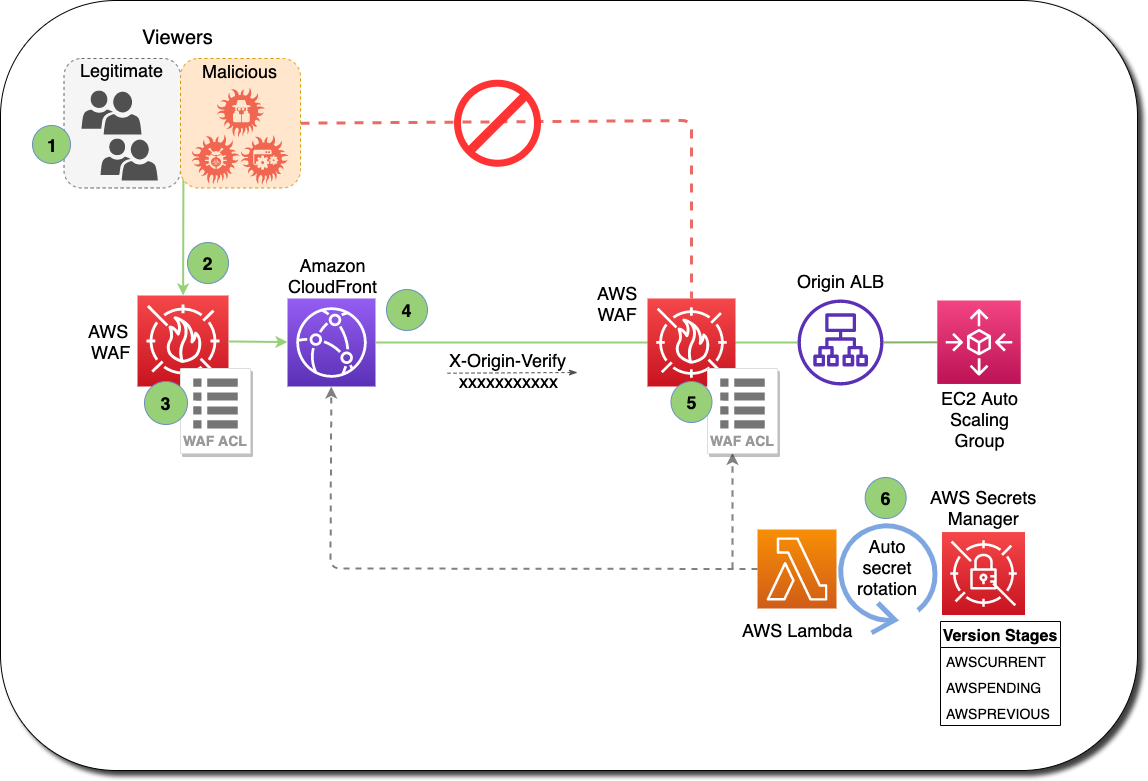 Viewers
Legitimate
Malicious
1
2
AWS
WAF
3
WAF ACL
Amazon
CloudFront
4
X-Origin-Verify
xxxxxxxxxxx
AWS
WAF
5
WAF ACL
Origin ALB
EC2 Auto
Scaling
Group
6
AWS Secrets
Manager
Auto
secret
rotation
AWS Lambda
Version Stages
AWSCURRENT
AWSPENDING
AWSPREVIOUS